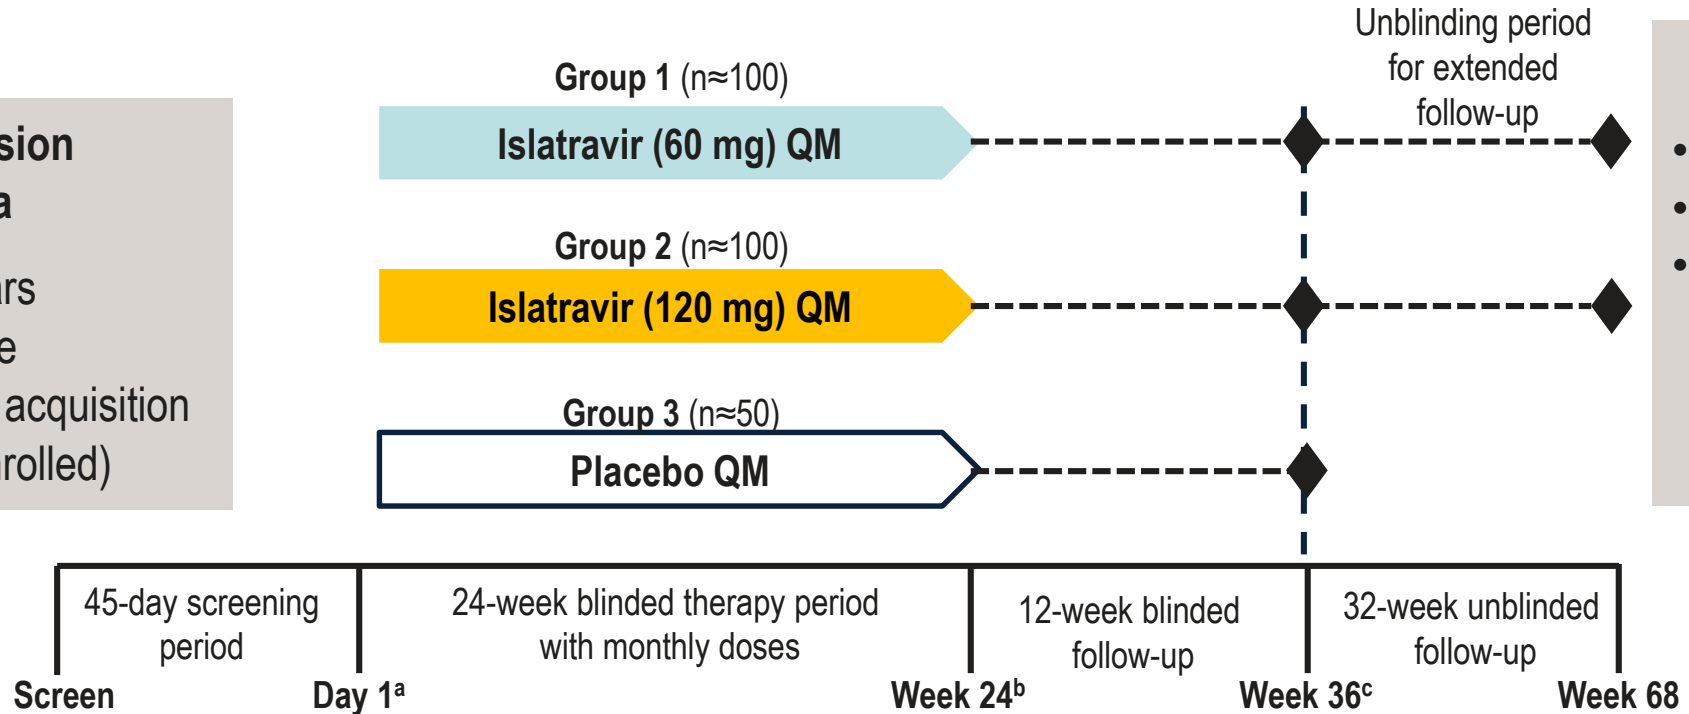 Unblinding period
for extended
follow-up
Group 1 (n≈100)
Islatravir (60 mg) QM
Group 2 (n≈100)
Islatravir (120 mg) QM
Group 3 (n≈50)
Placebo QM
acquisition
45-day screening
period
24-week blinded therapy period
with monthly doses
12-week blinded
follow-up
32-week unblinded
follow-up
Screen
Day 1ᵃ
Week 24ᵇ
Week 36ᶜ
Week 68